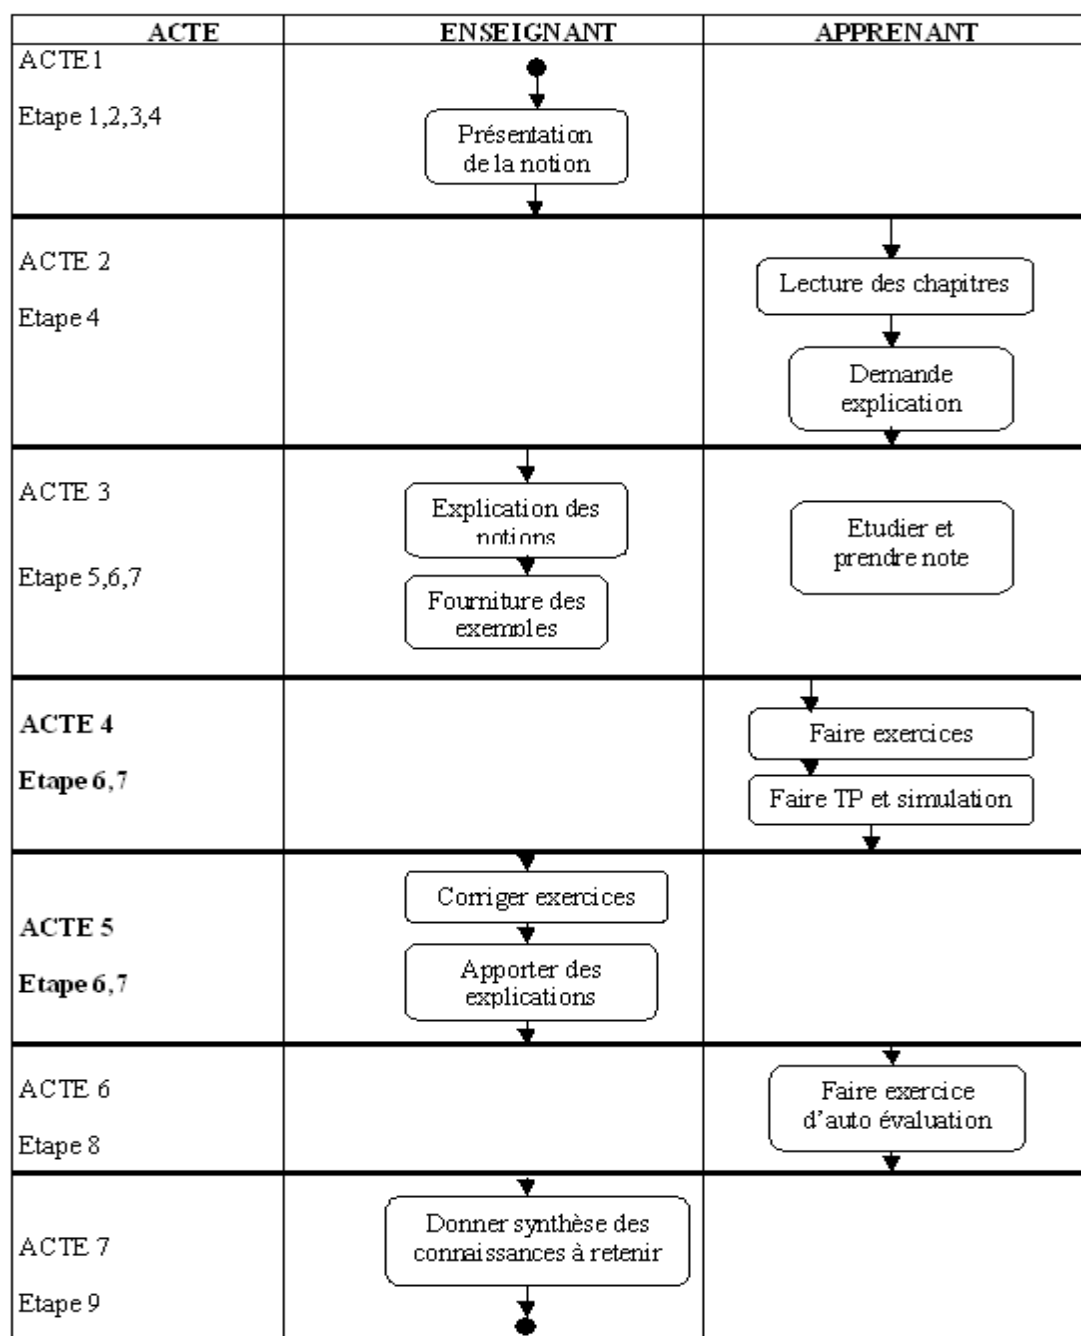 ACTE ENSEIGNANT APPRENANT
ACTE1
Etape 1,2,3,4
Présentation
de la notion
ACTE 2
Etape 4
Lecture des chapitres
Demande
explication
ACTE 3
Etape 5,6,7
Explication des
notions
Fourniture des
exemples
Etudier et
prendre note
ACTE 4
Etape 6,7
Faire exercices
Faire TP et simulation
ACTE 5
Etape 6,7
Corriger exercices
Apporter des
explications
ACTE 6
Etape 8
Faire exercice
d’auto évaluation
ACTE 7
Etape 9
Donner synthèse des
connaissances à retenir